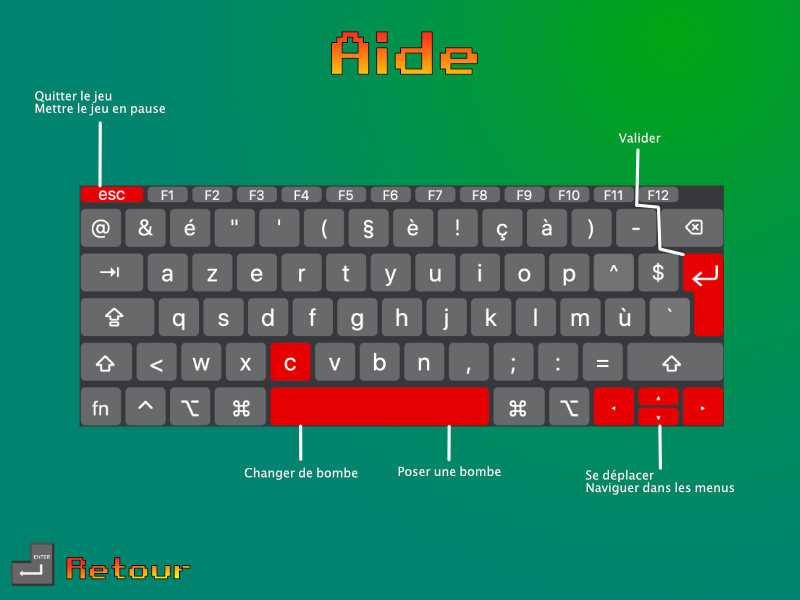 Aide
Quitter le jeu
Mettre le jeu en pause
Valider
esc F1 F2 F3 F4 F5 F6 F7 F8 F9 F10 F11 F12
@ & é " ' ( § è ! ç à ) -
a z e r t y u i o p ^ $
q s d f g h j k l m ù `
< w x c v b n , ; : =
fn ^ ⌥ ⌘ ⌘ ⌥
Changer de bombe
Poser une bombe
Se déplacer
Naviguer dans les menus
ENTER
Retour